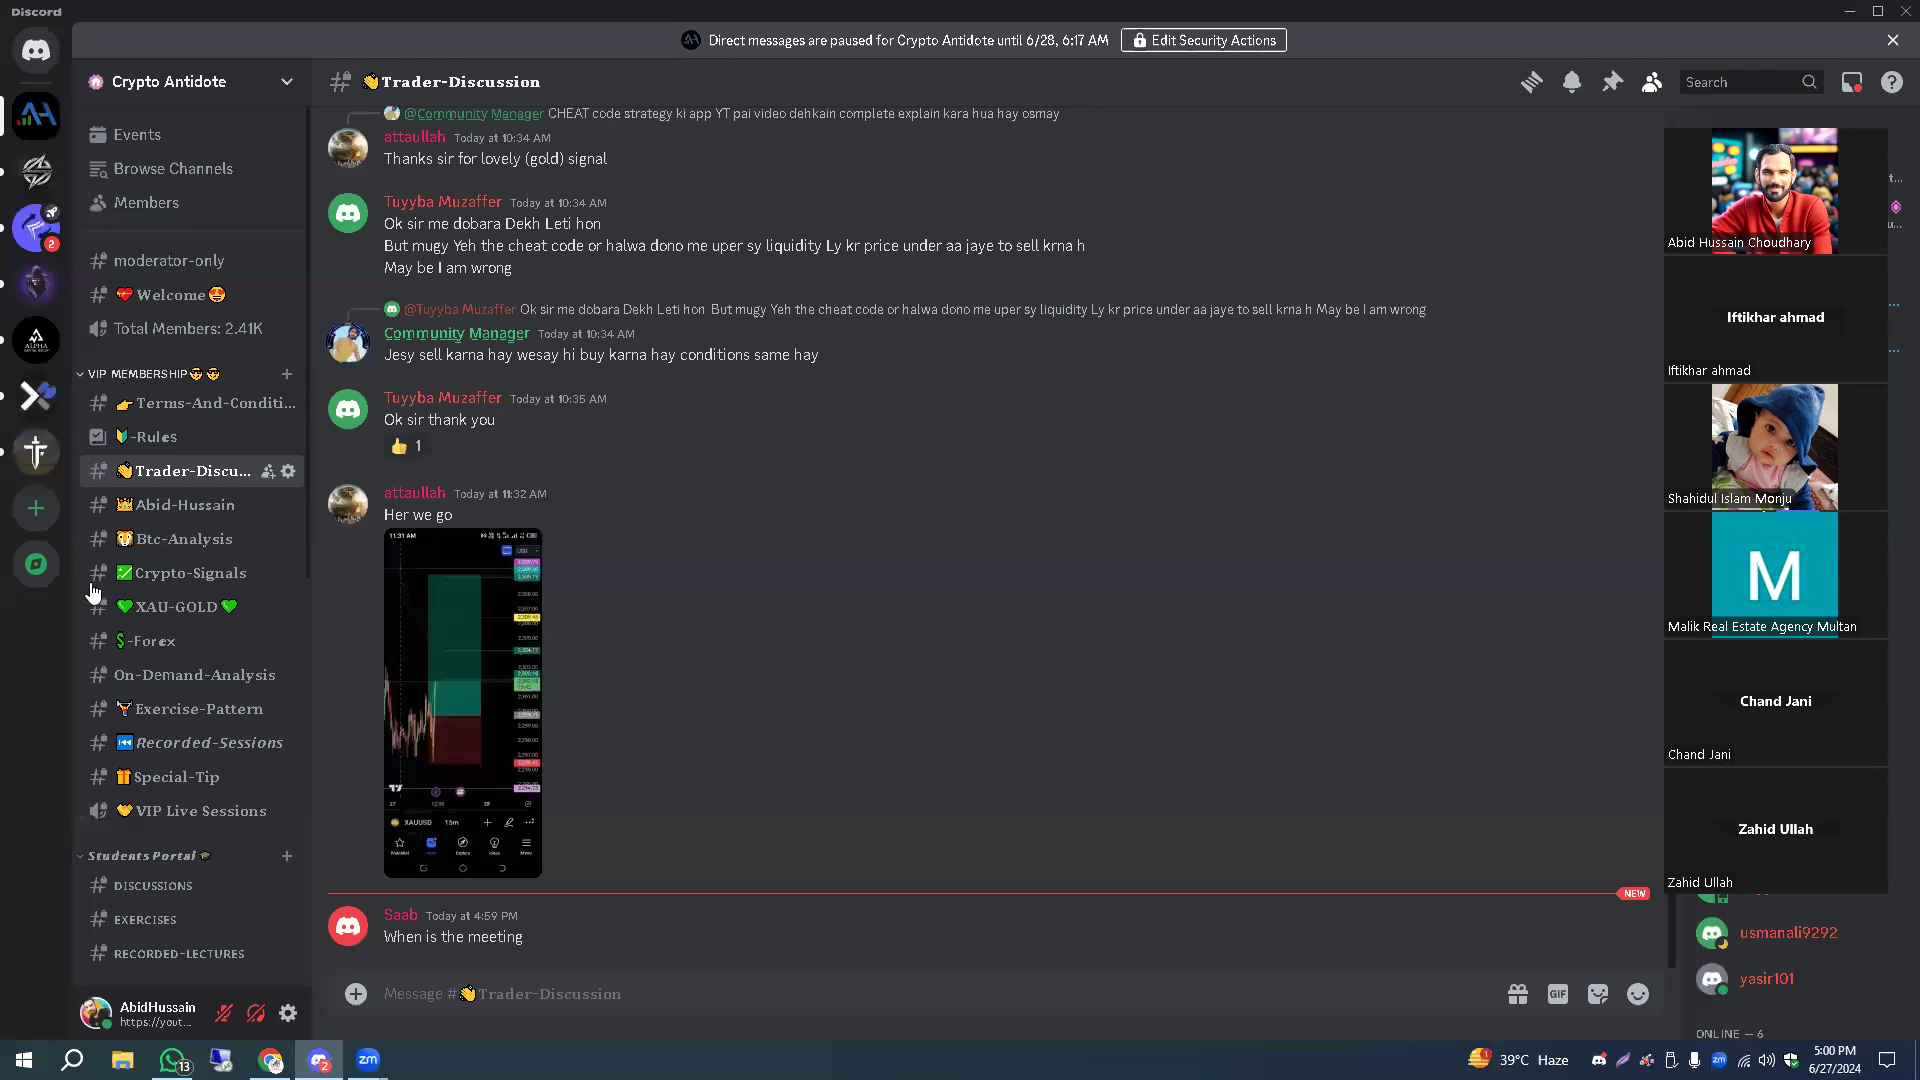 Discord
Direct messages are paused for Crypto Antidote until 6/28, 6:17 AM
Edit Security Actions
Crypto Antidote
Events
Browse Channels
Members
moderator-only
Welcome
Total Members: 2.41K
VIP MEMBERSHIP
Terms-And-Conditi...
-Rules
Trader-Discu...
Abid-Hussain
Btc-Analysis
Crypto-Signals
XAU-GOLD
-Forex
On-Demand-Analysis
Exercise-Pattern
Recorded-Sessions
Special-Tip
VIP Live Sessions
Students Portal
DISCUSSIONS
EXERCISES
RECORDED-LECTURES
AbidHussain
https://yout...
Trader-Discussion
Search
@Community Manager CHEAT code strategy ki app YT pai video dehkain complete explain kara hua hay osmay
attaullah Today at 10:34 AM
Thanks sir for lovely (gold) signal
Tuyyba Muzaffer Today at 10:34 AM
Ok sir me dobara Dekh Leti hon
But mugy Yeh the cheat code or halwa dono me uper sy liquidity Ly kr price under aa jaye to sell krna h
May be I am wrong
@Tuyyba Muzaffer Ok sir me dobara Dekh Leti hon But mugy Yeh the cheat code or halwa dono me uper sy liquidity Ly kr price under aa jaye to sell krna h May be I am wrong
Community Manager Today at 10:34 AM
Jesy sell karna hay wesay hi buy karna hay conditions same hay
Tuyyba Muzaffer Today at 10:35 AM
Ok sir thank you
1
attaullah Today at 11:32 AM
Her we go
11:31 AM
XAUUSD 15m
NEW
Saab Today at 4:59 PM
When is the meeting
Message # Trader-Discussion
GIF
Abid Hussain Choudhary
Iftikhar ahmad
Iftikhar ahmad
Shahidul Islam Monju
M
Malik Real Estate Agency Multan
Chand Jani
Chand Jani
Zahid Ullah
Zahid Ullah
usmanali9292
yasir101
ONLINE — 6
13
2
zm
39°C Haze
5:00 PM
6/27/2024